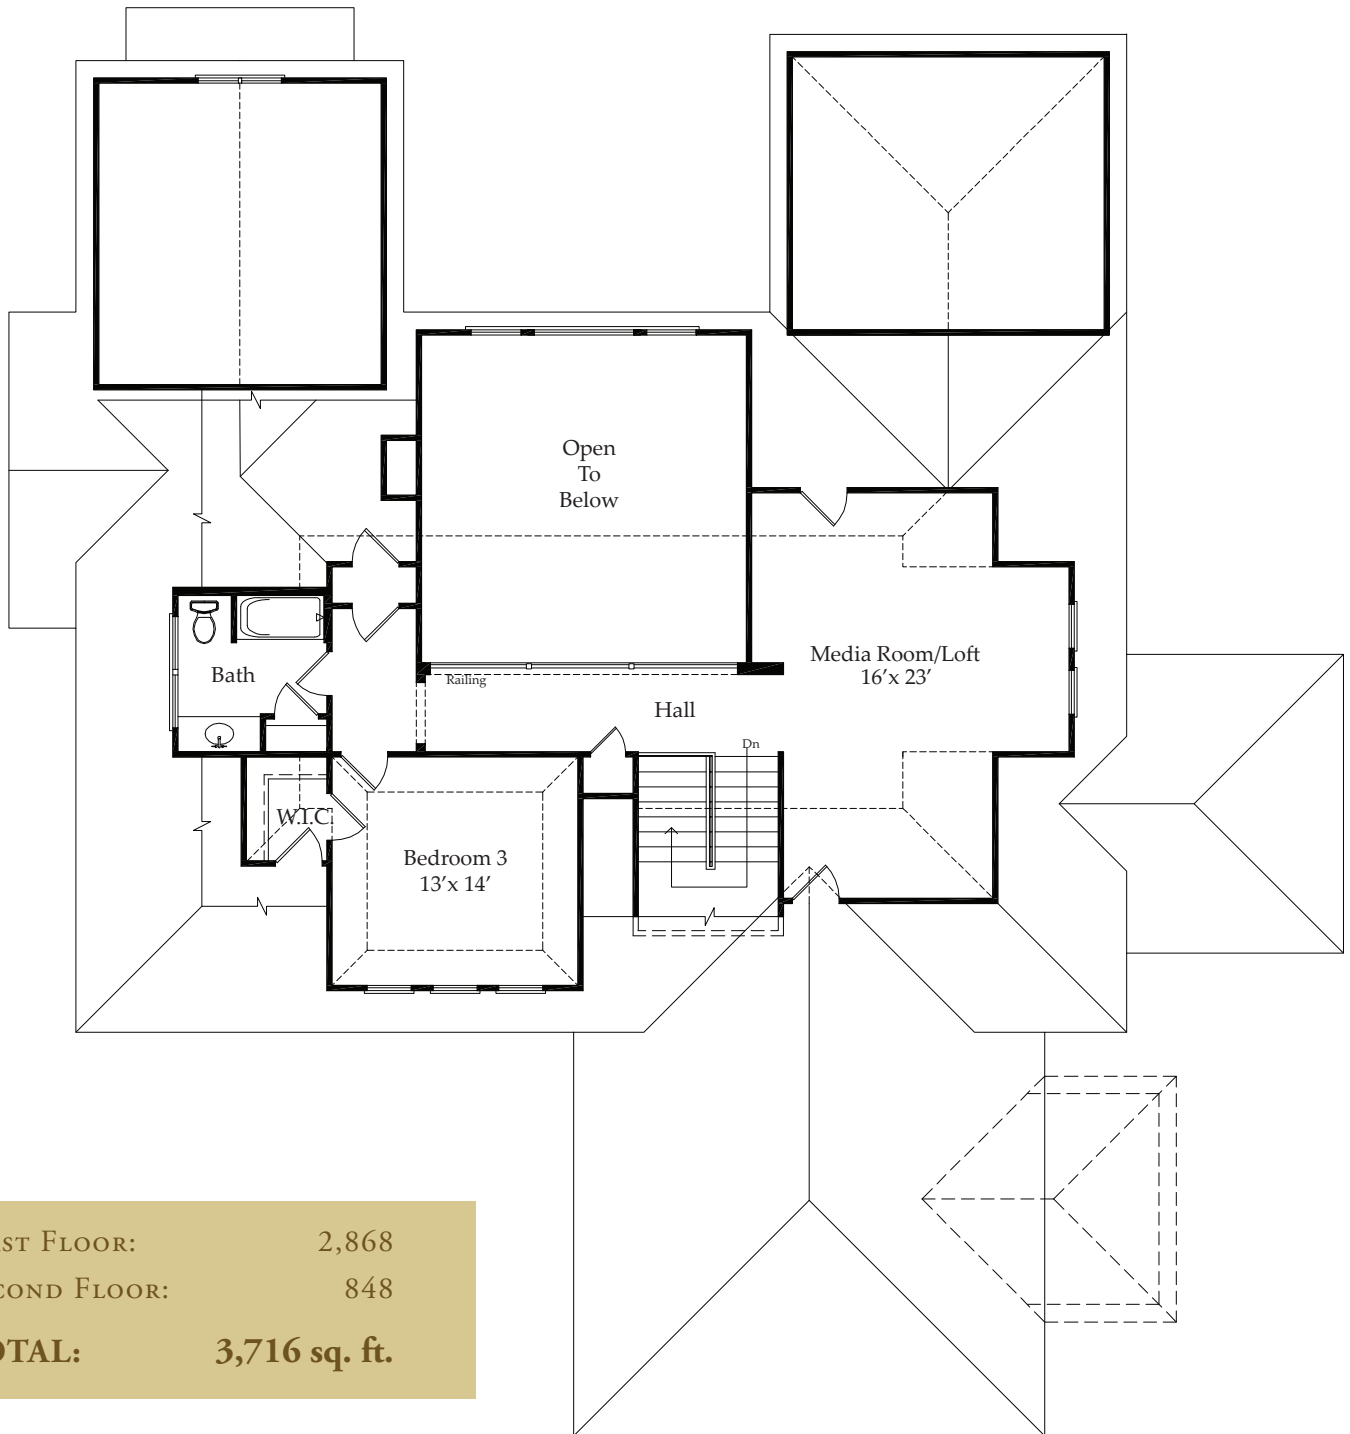 Open
To
Below
Media Room/Loft
16’x 23’
Bath
Railing
Hall
Dn
W.I.C.
Bedroom 3
13’x 14’
ST FLOOR: 2,868
COND FLOOR: 848
OTAL: 3,716 sq. ft.